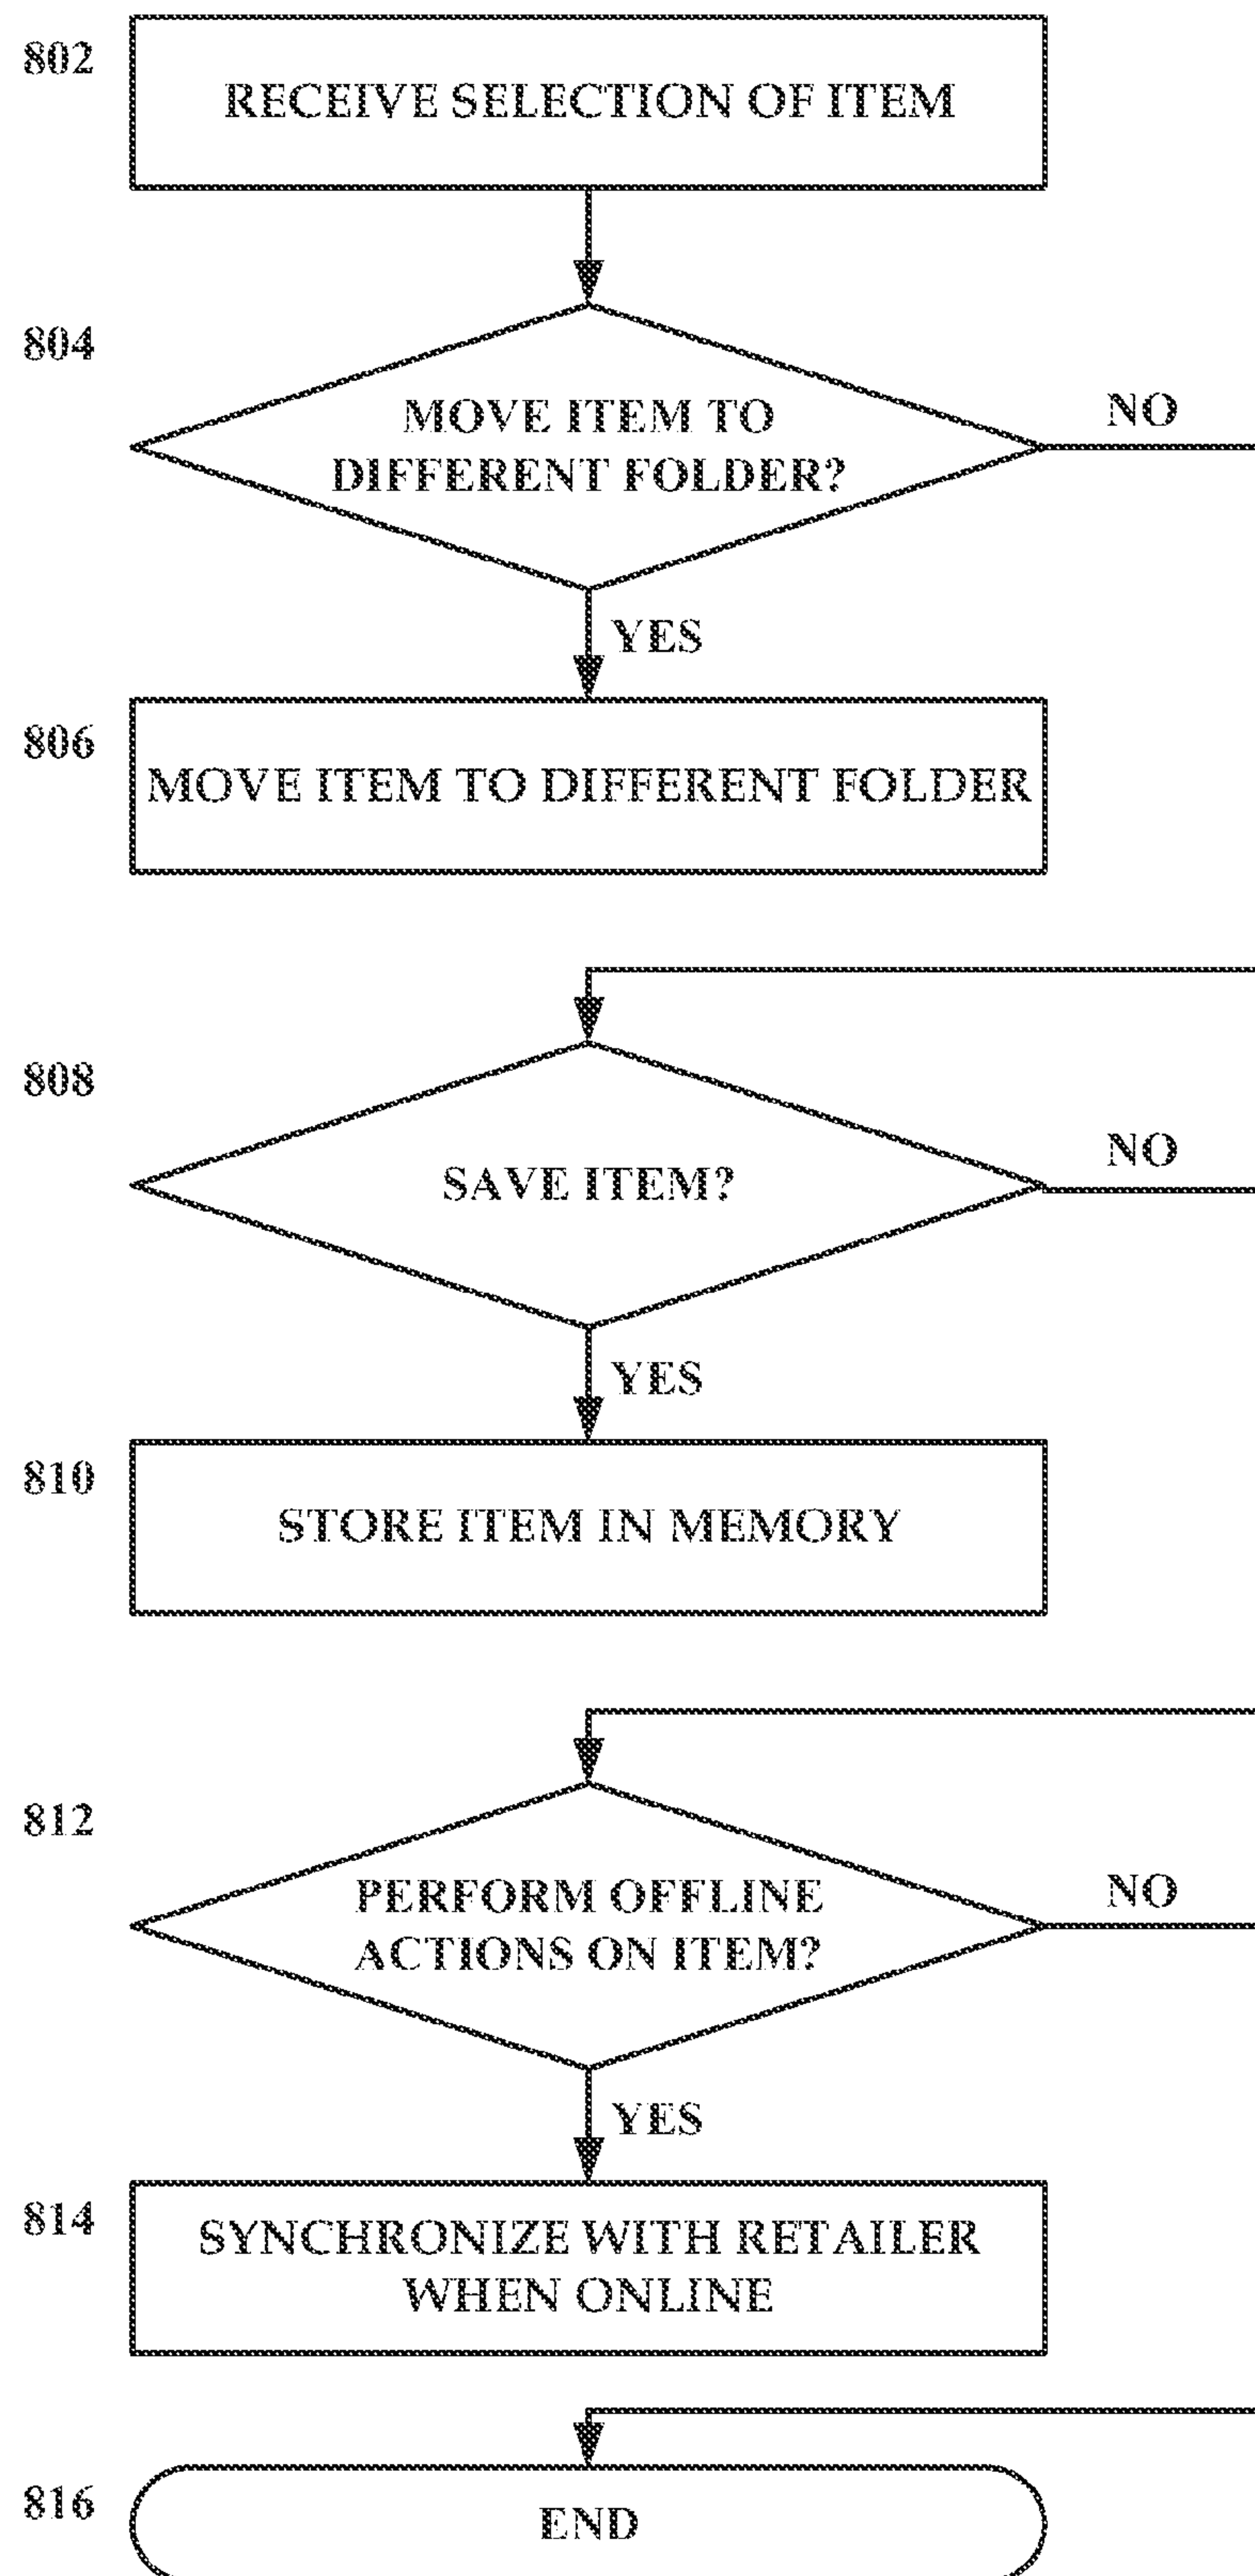 802
RECEIVE SELECTION OF ITEM
804
MOVE ITEM TO
DIFFERENT FOLDER?
NO
YES
806
MOVE ITEM TO DIFFERENT FOLDER
808
SAVE ITEM?
NO
YES
810
STORE ITEM IN MEMORY
812
PERFORM OFFLINE
ACTIONS ON ITEM?
NO
YES
814
SYNCHRONIZE WITH RETAILER
WHEN ONLINE
816
END